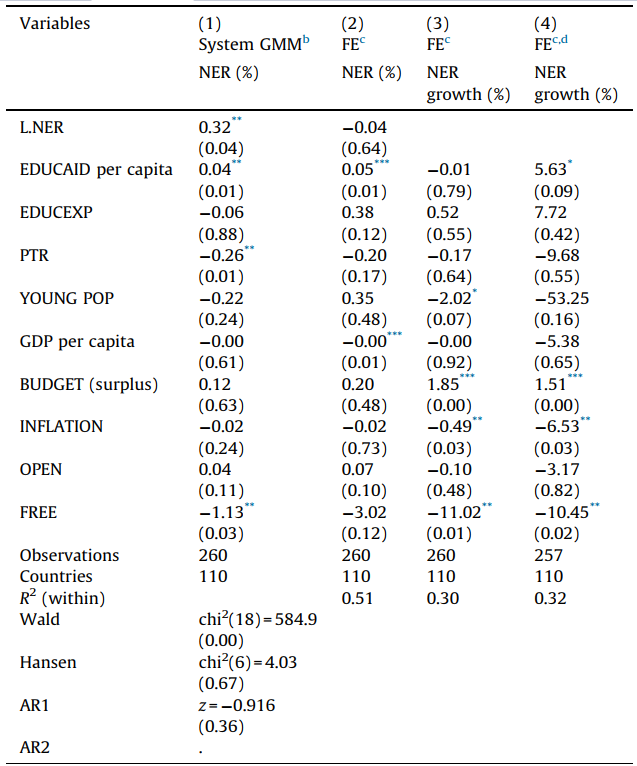 Variables (1) (2) (3) (4)
System GMMb FEc FEc FEc,d
NER (%) NER (%) NER NER
growth (%) growth (%)
L.NER 0.32** −0.04
(0.04) (0.64)
EDUCAID per capita 0.04** 0.05*** −0.01 5.63*
(0.01) (0.01) (0.79) (0.09)
EDUCEXP −0.06 0.38 0.52 7.72
(0.88) (0.12) (0.55) (0.42)
PTR −0.26** −0.20 −0.17 −9.68
(0.01) (0.17) (0.64) (0.55)
YOUNG POP −0.22 0.35 −2.02* −53.25
(0.24) (0.48) (0.07) (0.16)
GDP per capita −0.00 −0.00*** −0.00 −5.38
(0.61) (0.01) (0.92) (0.65)
BUDGET (surplus) 0.12 0.20 1.85*** 1.51***
(0.63) (0.48) (0.00) (0.00)
INFLATION −0.02 −0.02 −0.49** −6.53**
(0.24) (0.73) (0.03) (0.03)
OPEN 0.04 0.07 −0.10 −3.17
(0.11) (0.10) (0.48) (0.82)
FREE −1.13** −3.02 −11.02** −10.45**
(0.03) (0.12) (0.01) (0.02)
Observations 260 260 260 257
Countries 110 110 110 110
R2 (within) 0.51 0.30 0.32
Wald chi2(18) = 584.9
(0.00)
Hansen chi2(6) = 4.03
(0.67)
AR1 z = −0.916
(0.36)
AR2 .